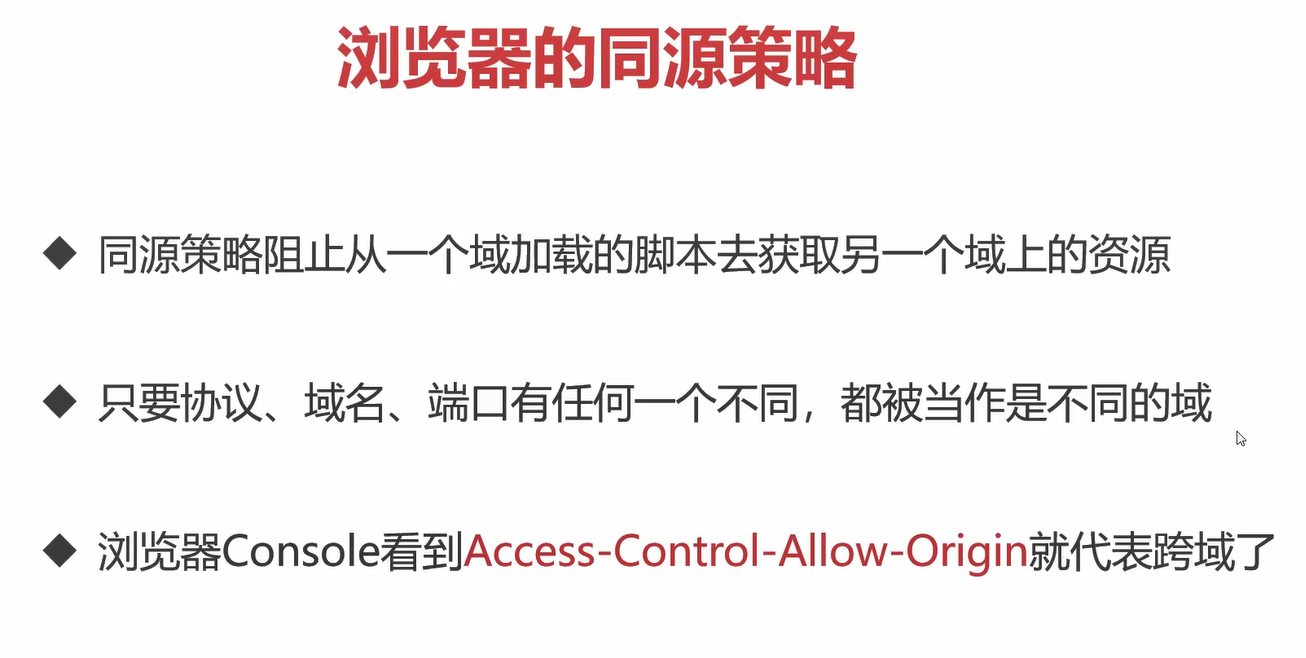 浏览器的同源策略
◆ 同源策略阻止从一个域加载的脚本去获取另一个域上的资源
◆ 只要协议、域名、端口有任何一个不同，都被当作是不同的域
◆ 浏览器Console看到Access-Control-Allow-Origin就代表跨域了